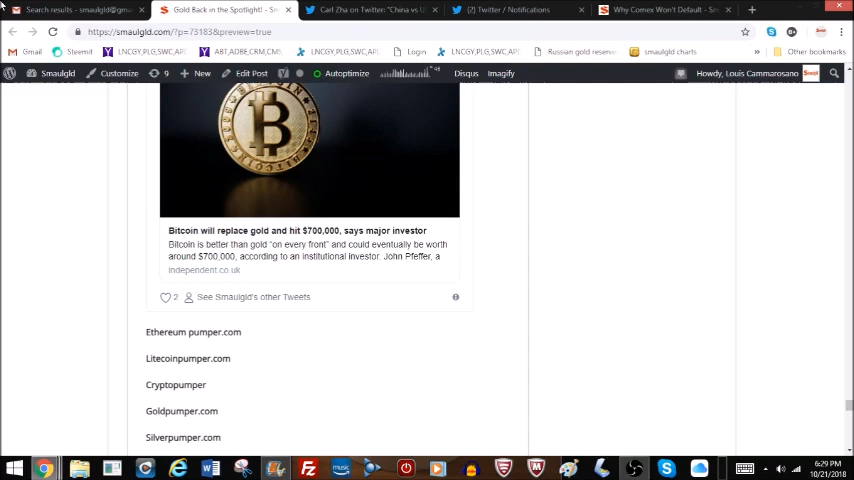 Search results - smaulgld@gma
Gold Back in the Spotlight! - Sm
Carl Zha on Twitter: "China vs U
(2) Twitter / Notifications
Why Comex Won't Default - Sm
https://smaulgld.com/?p=73183&preview=true
Gmail
Steemit
LNCGY,PLG,SWC,APL
ABT,ADBE,CRM,CMS,
LNCGY,PLG,SWC,APL
Login
LNCGY,PLG,SWC,APL
Russian gold reserve
smaulgld charts
»
Other bookmarks
Smaulgld
Customize
9
New
Edit Post
Autoptimize
Disqus
Imagify
Howdy, Louis Cammarosano
Bitcoin will replace gold and hit $700,000, says major investor
Bitcoin is better than gold "on every front" and could eventually be worth
around $700,000, according to an institutional investor. John Pfeffer, a
independent.co.uk
2
See Smaulgld's other Tweets
Ethereum pumper.com
Litecoinpumper.com
Cryptopumper
Goldpumper.com
Silverpumper.com
6:29 PM
10/21/2018